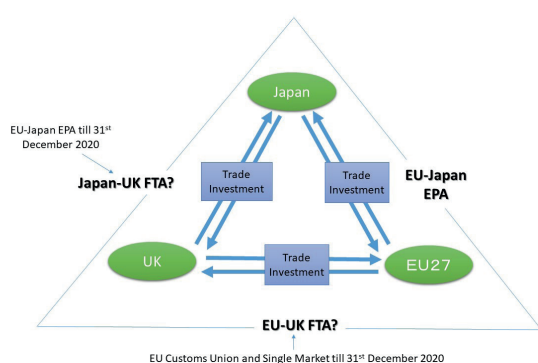 Japan
EU-Japan EPA till 31st
December 2020
Trade
Investment
Trade
Investment
Japan-UK FTA?
EU-Japan
EPA
UK
Trade
Investment
EU27
EU-UK FTA?
EU Customs Union and Single Market till 31st December 2020